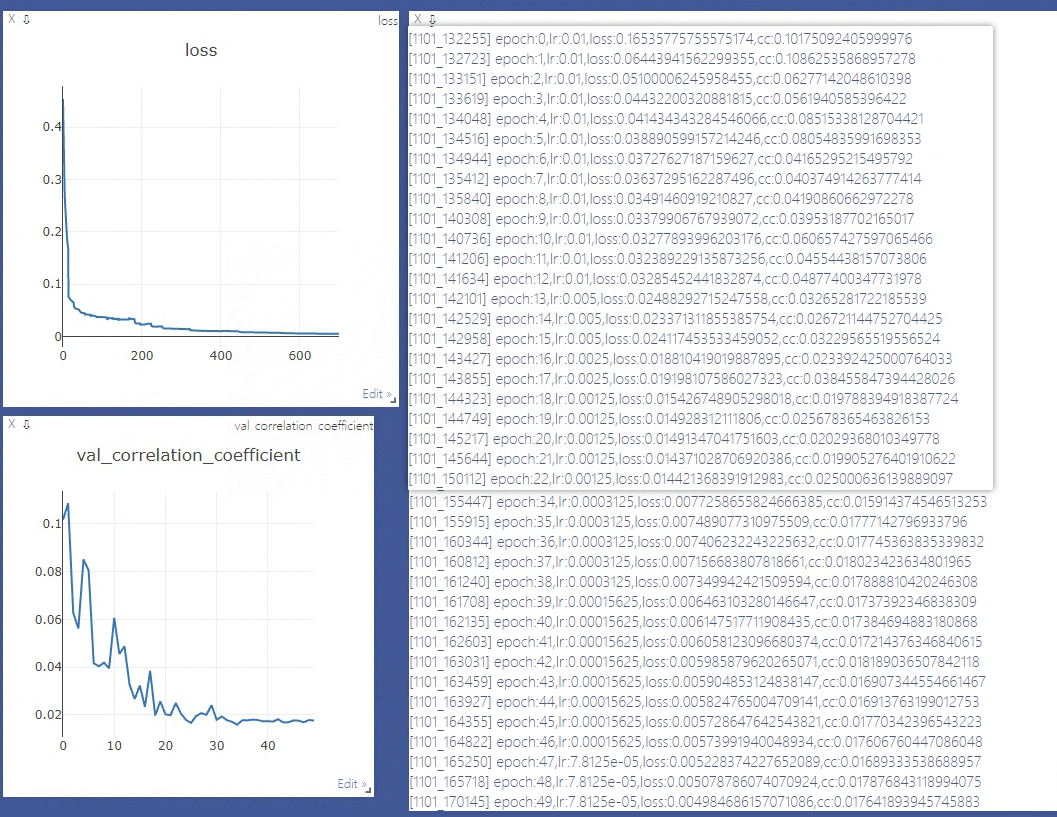 X ⇩ loss
loss
0.4
0.3
0.2
0.1
0
0 200 400 600
Edit »
X ⇩ val correlation coefficient
val_correlation_coefficient
0.1
0.08
0.06
0.04
0.02
0 10 20 30 40
Edit »
X ⇩
[1101_132255] epoch:0,lr:0.01,loss:0.16535775755575174,cc:0.10175092405999976
[1101_132723] epoch:1,lr:0.01,loss:0.06443941562299355,cc:0.10862535868957278
[1101_133151] epoch:2,lr:0.01,loss:0.05100006245958455,cc:0.06277142048610398
[1101_133619] epoch:3,lr:0.01,loss:0.04432200320881815,cc:0.0561940585396422
[1101_134048] epoch:4,lr:0.01,loss:0.041434343284546066,cc:0.08515338128704421
[1101_134516] epoch:5,lr:0.01,loss:0.038890599157214246,cc:0.08054835991698353
[1101_134944] epoch:6,lr:0.01,loss:0.03727627187159627,cc:0.04165295215495792
[1101_135412] epoch:7,lr:0.01,loss:0.03637295162287496,cc:0.040374914263777414
[1101_135840] epoch:8,lr:0.01,loss:0.03491460919210827,cc:0.04190860662972278
[1101_140308] epoch:9,lr:0.01,loss:0.03379906767939072,cc:0.03953187702165017
[1101_140736] epoch:10,lr:0.01,loss:0.03277893996203176,cc:0.060657427597065466
[1101_141206] epoch:11,lr:0.01,loss:0.032389229135873256,cc:0.04554438157073806
[1101_141634] epoch:12,lr:0.01,loss:0.03285452441832874,cc:0.04877400347731978
[1101_142101] epoch:13,lr:0.005,loss:0.02488292715247558,cc:0.03265281722185539
[1101_142529] epoch:14,lr:0.005,loss:0.023371311855385754,cc:0.026721144752704425
[1101_142958] epoch:15,lr:0.005,loss:0.024117453533459052,cc:0.03229565519556524
[1101_143427] epoch:16,lr:0.0025,loss:0.018810419019887895,cc:0.023392425000764033
[1101_143855] epoch:17,lr:0.0025,loss:0.019198107586027323,cc:0.038455847394428026
[1101_144323] epoch:18,lr:0.00125,loss:0.015426748905298018,cc:0.019788394918387724
[1101_144749] epoch:19,lr:0.00125,loss:0.014928312111806,cc:0.025678365463826153
[1101_145217] epoch:20,lr:0.00125,loss:0.01491347041751603,cc:0.02029368010349778
[1101_145644] epoch:21,lr:0.00125,loss:0.014371028706920386,cc:0.019905276401910622
[1101_150112] epoch:22,lr:0.00125,loss:0.014421368391912983,cc:0.025000636139889097
[1101_155447] epoch:34,lr:0.0003125,loss:0.0077258655824666385,cc:0.015914374546513253
[1101_155915] epoch:35,lr:0.0003125,loss:0.007489077310975509,cc:0.01777142796933796
[1101_160344] epoch:36,lr:0.0003125,loss:0.007406232243225632,cc:0.017745363835339832
[1101_160812] epoch:37,lr:0.0003125,loss:0.007156683807818661,cc:0.018023423634801965
[1101_161240] epoch:38,lr:0.0003125,loss:0.0073499424215​09594,cc:0.017888810420246308
[1101_161708] epoch:39,lr:0.00015625,loss:0.006463103280146647,cc:0.01737392346838309
[1101_162135] epoch:40,lr:0.00015625,loss:0.006147517711908435,cc:0.017384694883180868
[1101_162603] epoch:41,lr:0.00015625,loss:0.006058123096680374,cc:0.017214376346840615
[1101_163031] epoch:42,lr:0.00015625,loss:0.005985879620265071,cc:0.018189036507842118
[1101_163459] epoch:43,lr:0.00015625,loss:0.005904853124838147,cc:0.016907344554661467
[1101_163927] epoch:44,lr:0.00015625,loss:0.005824765004709141,cc:0.01691376319​9012753
[1101_164355] epoch:45,lr:0.00015625,loss:0.005728647642543821,cc:0.01770342396543223
[1101_164822] epoch:46,lr:0.00015625,loss:0.00573991940048934,cc:0.017606760447086048
[1101_165250] epoch:47,lr:7.8125e-05,loss:0.005228374227652089,cc:0.01689333538688957
[1101_165718] epoch:48,lr:7.8125e-05,loss:0.005078786074070924,cc:0.017876843118994075
[1101_170145] epoch:49,lr:7.8125e-05,loss:0.004984686157071086,cc:0.017641893945745883